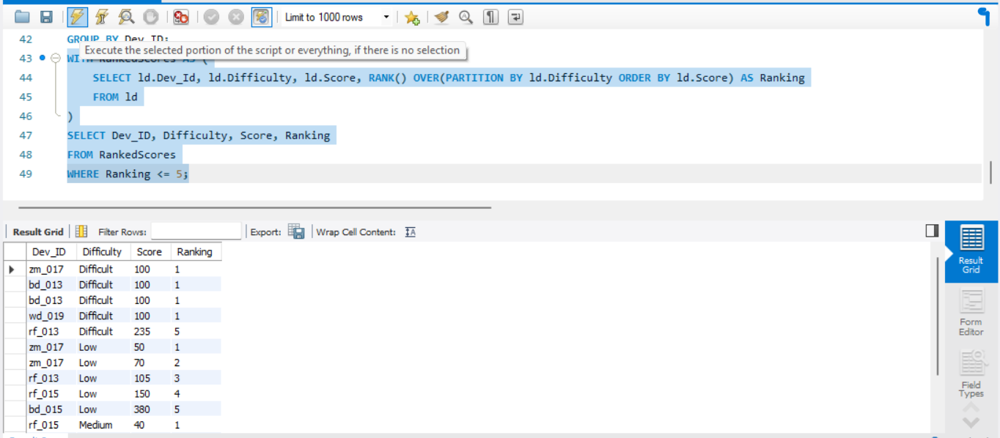 Limit to 1000 rows
42 GROUP BY Dev_ID;
Execute the selected portion of the script or everything, if there is no selection
43 WITH RankedScores AS (
44 SELECT ld.Dev_Id, ld.Difficulty, ld.Score, RANK() OVER(PARTITION BY ld.Difficulty ORDER BY ld.Score) AS Ranking
45 FROM ld
46 )
47 SELECT Dev_ID, Difficulty, Score, Ranking
48 FROM RankedScores
49 WHERE Ranking <= 5;
Result Grid Filter Rows: Export: Wrap Cell Content:
Dev_ID Difficulty Score Ranking
zm_017 Difficult 100 1
bd_013 Difficult 100 1
bd_013 Difficult 100 1
wd_019 Difficult 100 1
rf_013 Difficult 235 5
zm_017 Low 50 1
zm_017 Low 70 2
rf_013 Low 105 3
rf_015 Low 150 4
bd_015 Low 380 5
rf_015 Medium 40 1
Result
Grid
Form
Editor
Field
Types